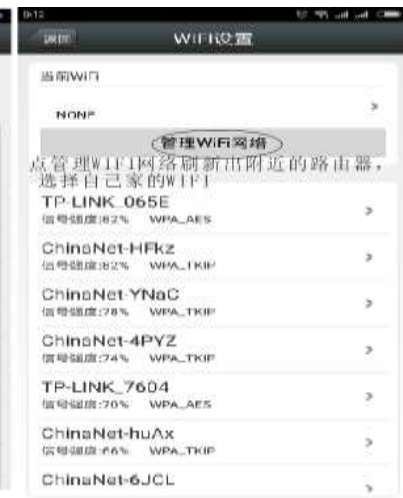 9:12
返回
WiFi设置
当前WiFi
NONE
管理WiFi网络
点管理WIFI网络刷新出附近的路由器,
选择自己家的WIFI
TP-LINK_065E
信号强度:82% WPA_AES
ChinaNet-HFkz
信号强度:82% WPA_TKIP
ChinaNet-YNaC
信号强度:78% WPA_TKIP
ChinaNet-4PYZ
信号强度:74% WPA_TKIP
TP-LINK_7604
信号强度:70% WPA_AES
ChinaNet-huAx
信号强度:66% WPA_TKIP
ChinaNet-6JCL